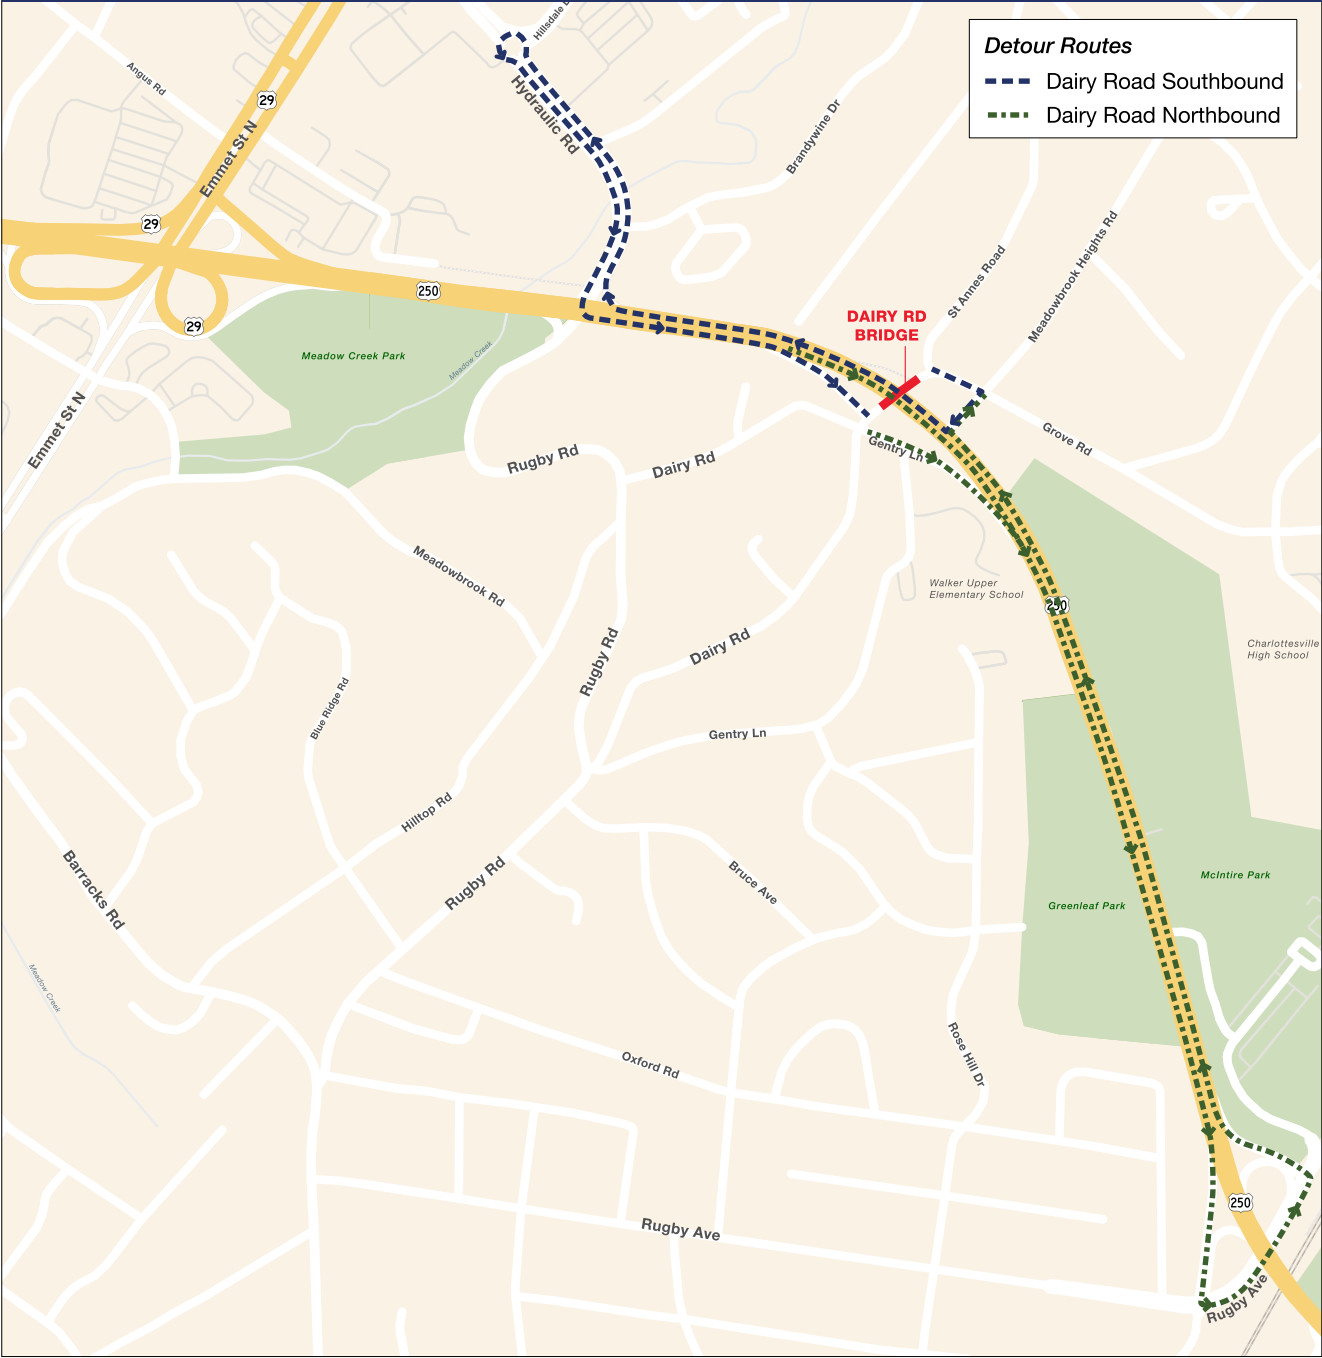 Detour Routes
Dairy Road Southbound
Dairy Road Northbound
Hillsdale
Angus Rd
29
Hydraulic Rd
Emmet St N
Brandywine Dr
29
St Annes Road
Meadowbrook Heights Rd
250
29
DAIRY RD
BRIDGE
Meadow Creek Park
Meadow Creek
Emmet St N
Grove Rd
Gentry Ln
Rugby Rd
Dairy Rd
Meadowbrook Rd
Walker Upper
Elementary School
250
Charlottesville
High School
Rugby Rd
Dairy Rd
Blue Ridge Rd
Gentry Ln
Hilltop Rd
Barracks Rd
Rugby Rd
Bruce Ave
McIntire Park
Greenleaf Park
Meadow Creek
Oxford Rd
Rose Hill Dr
250
Rugby Ave
Rugby Ave